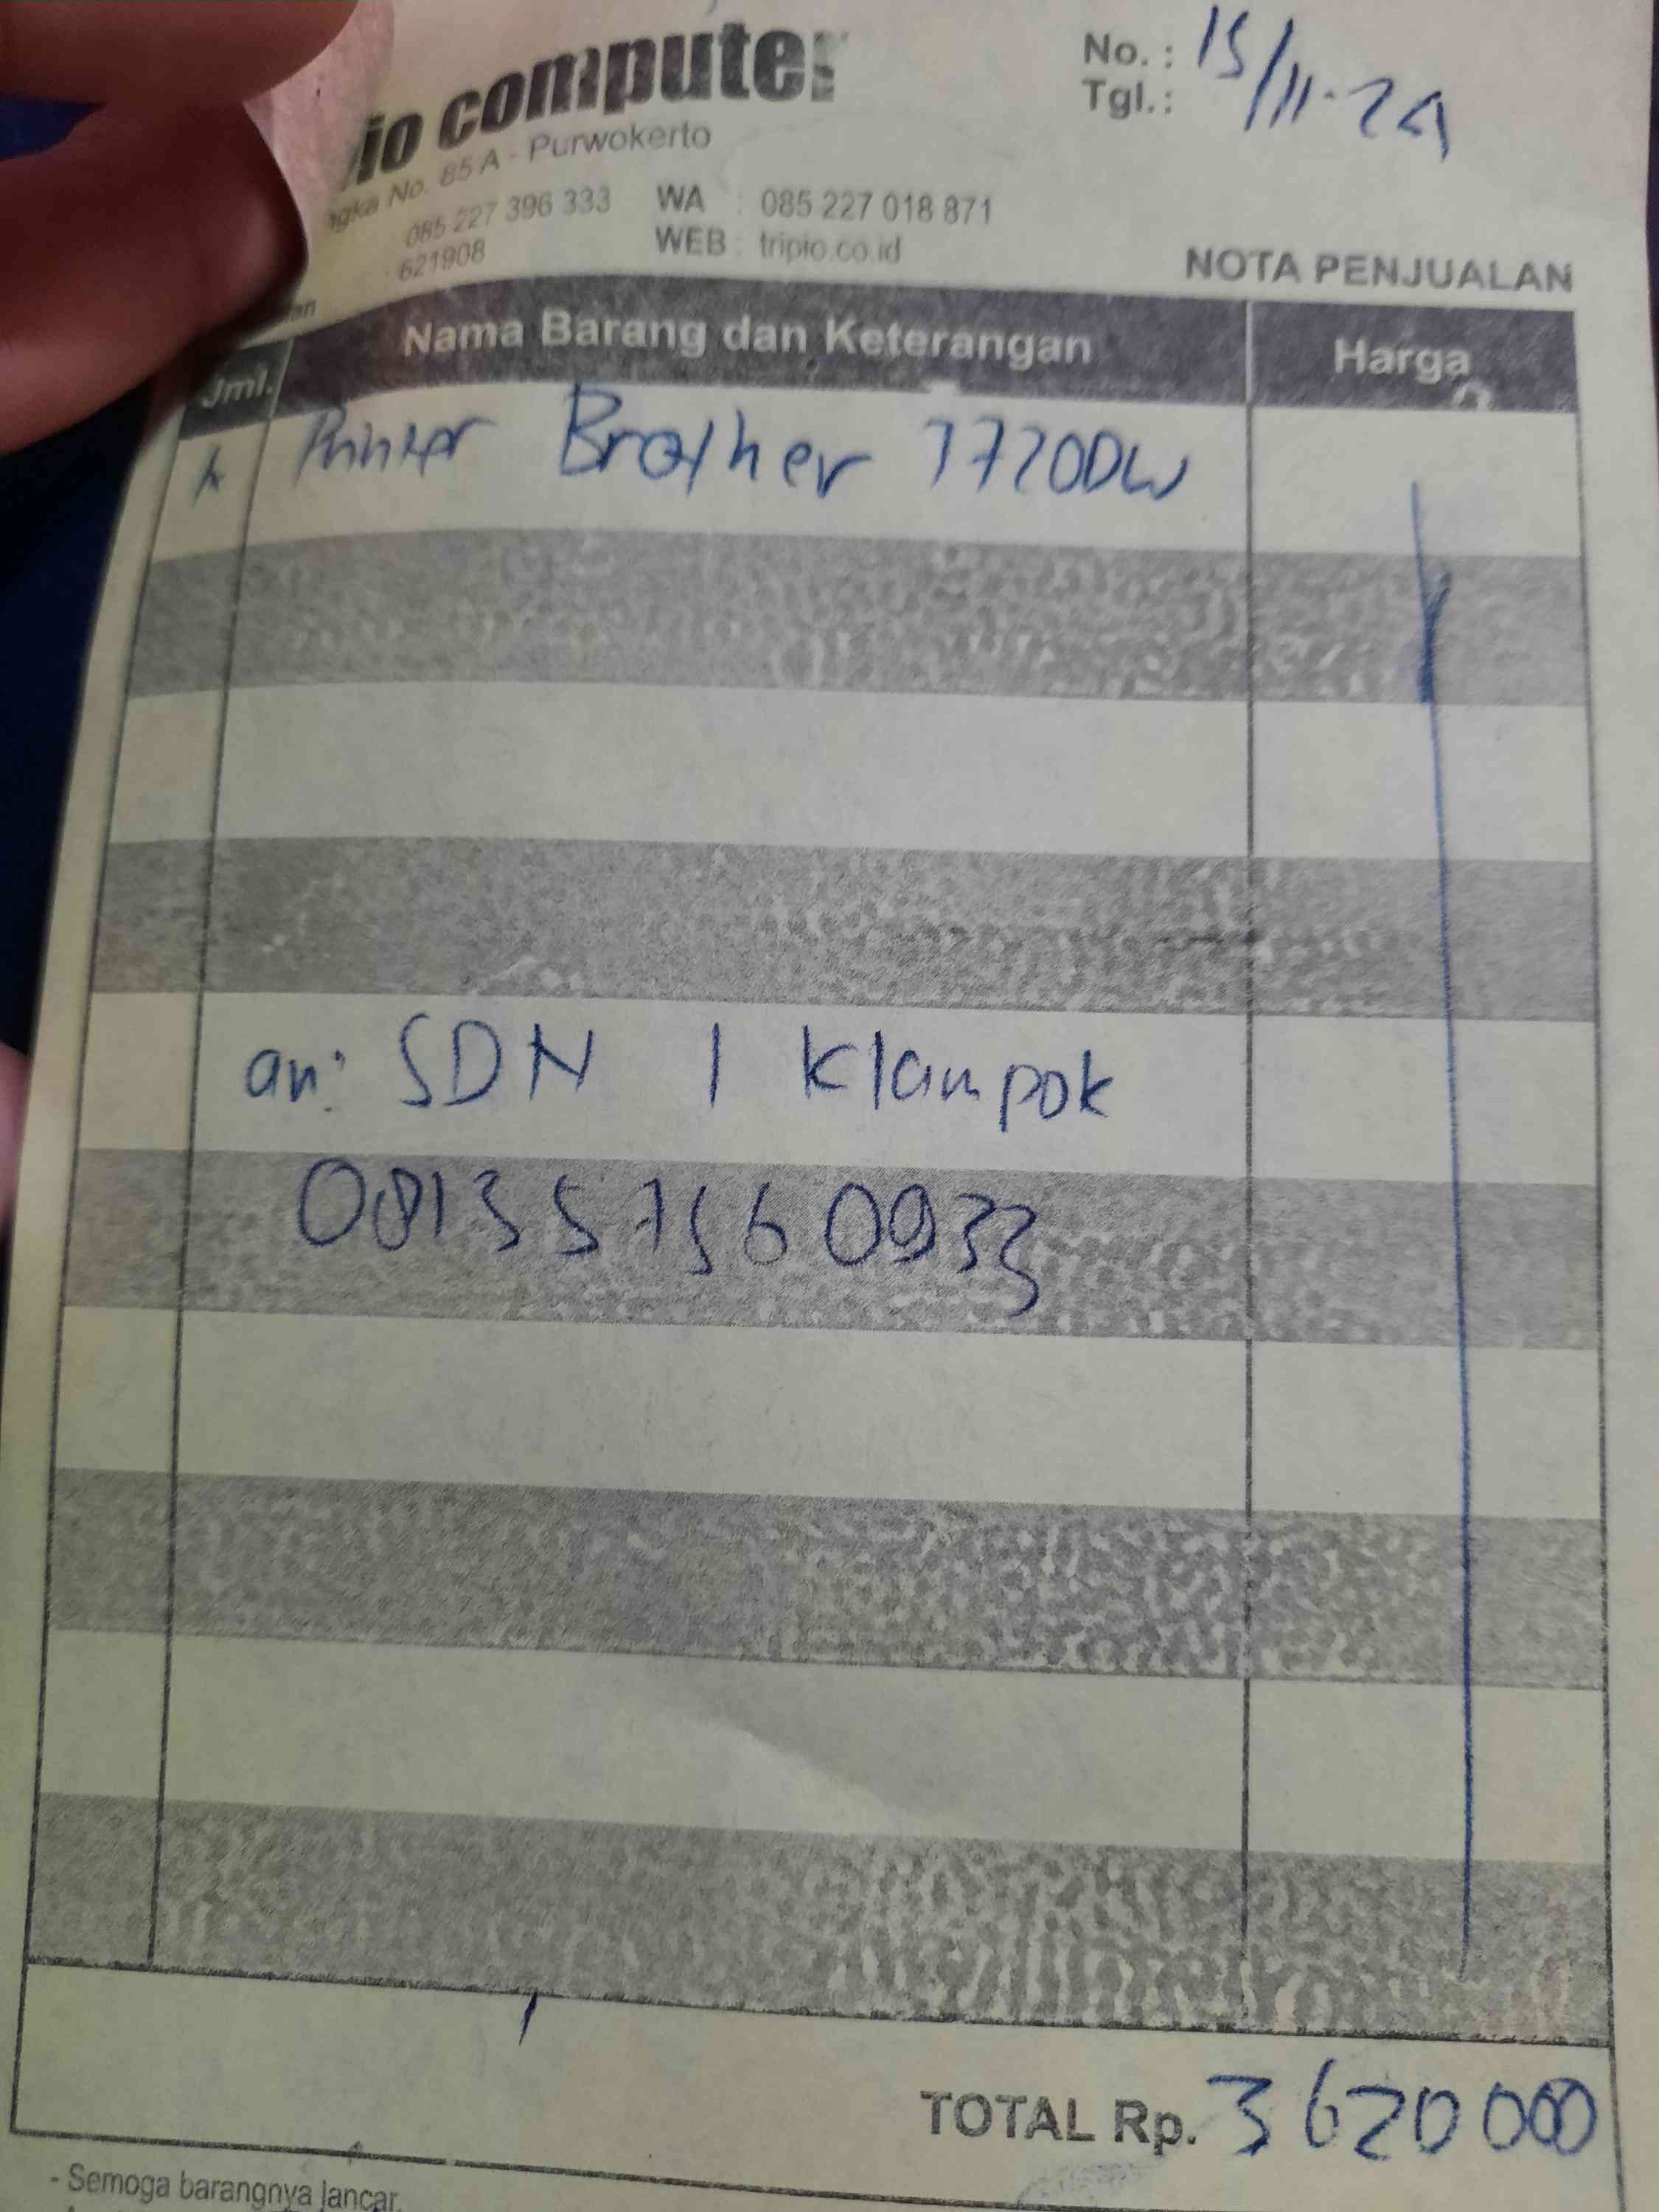 io computer
No. : 15/11-24
Tgl. :
No. 85 A - Purwokerto
085 227 396 333 WA : 085 227 018 871
621908 WEB : tripio.co.id
NOTA PENJUALAN
Jml. Nama Barang dan Keterangan Harga
1 Printer Brother T720DW
an: SDN 1 Klampok
081357560933
TOTAL Rp. 3620000
- Semoga barangnya lancar.